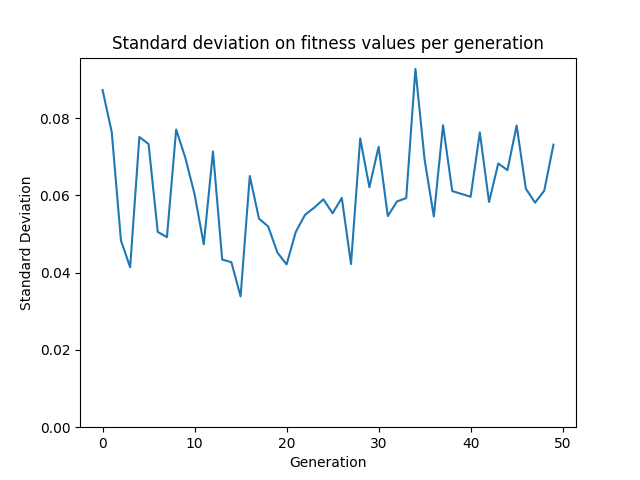 Standard deviation on fitness values per generation
Standard Deviation
0.08
0.06
0.04
0.02
0.00
0 10 20 30 40 50
Generation